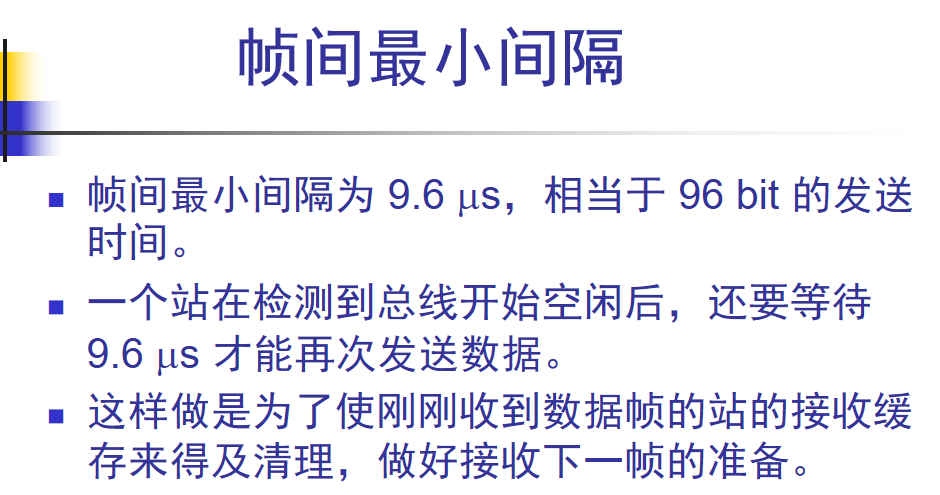 帧间最小间隔
帧间最小间隔为 9.6 μs，相当于 96 bit 的发送
时间。
一个站在检测到总线开始空闲后，还要等待
9.6 μs 才能再次发送数据。
这样做是为了使刚刚收到数据帧的站的接收缓
存来得及清理，做好接收下一帧的准备。